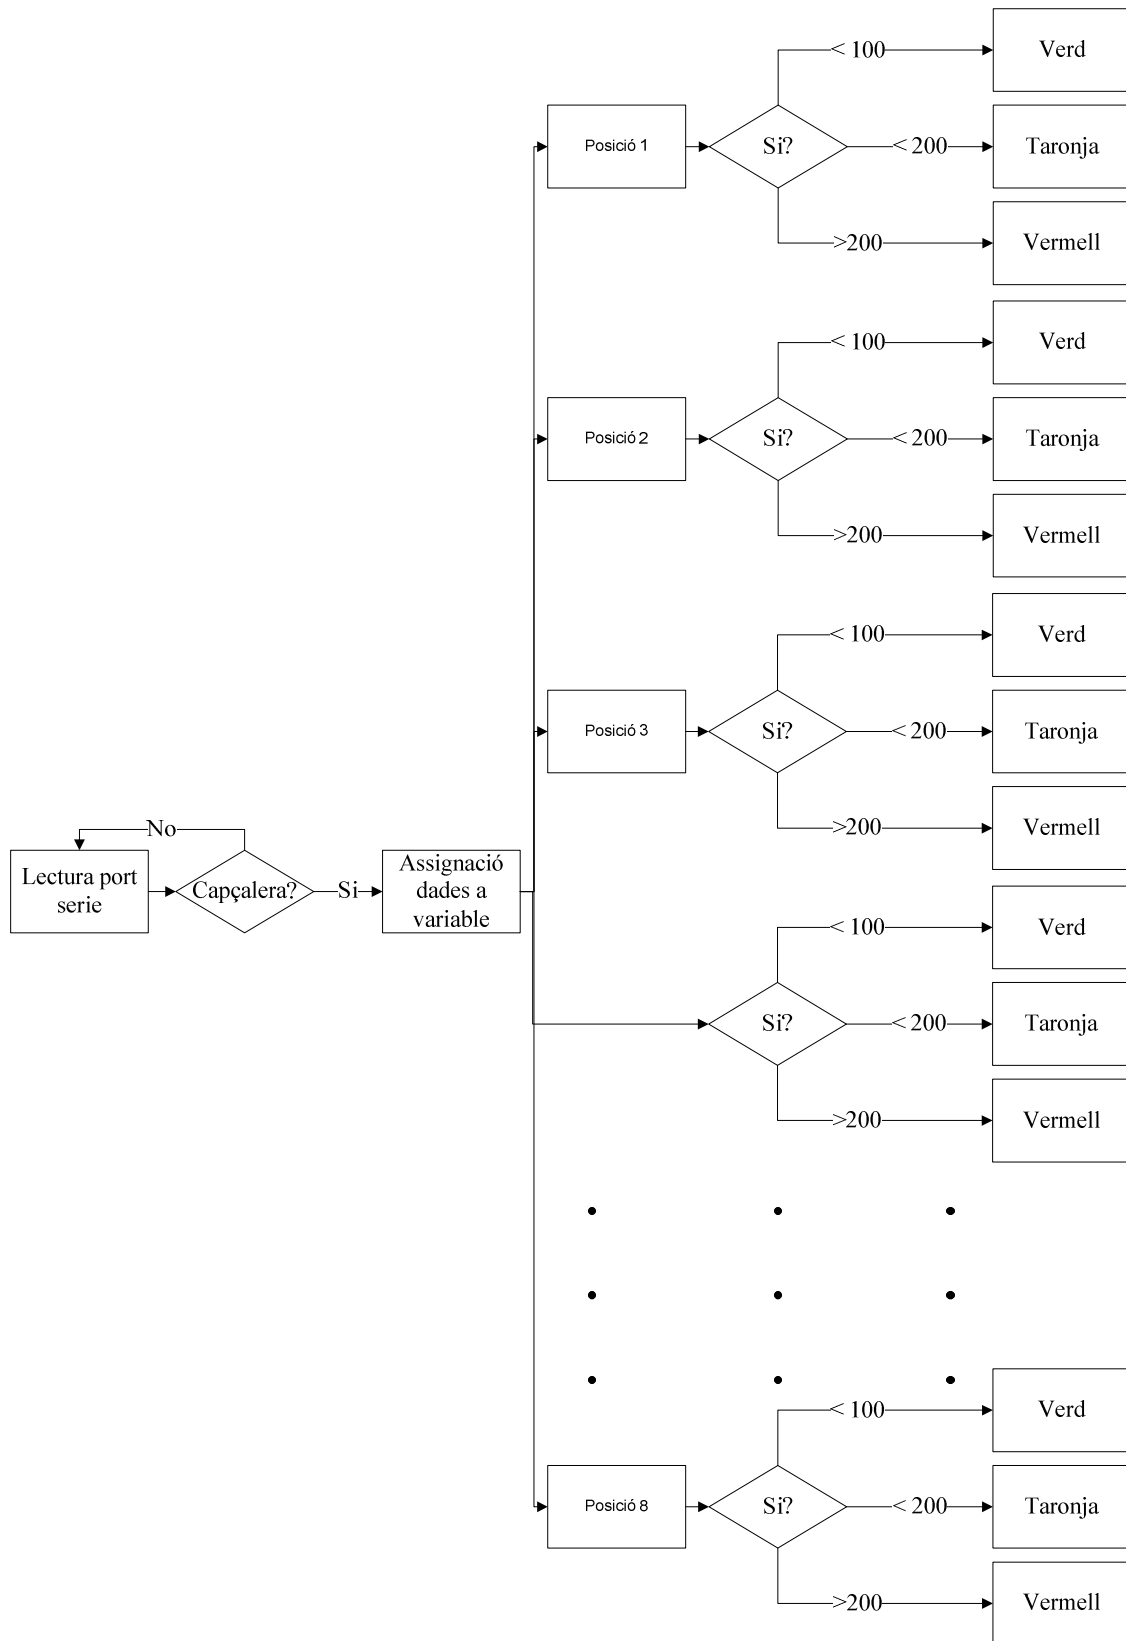 < 100
Verd
Posició 1
Si?
< 200
Taronja
>200
Vermell
< 100
Verd
Posició 2
Si?
< 200
Taronja
>200
Vermell
< 100
Verd
Posició 3
Si?
< 200
Taronja
>200
Vermell
No
Lectura port
serie
Capçalera?
Si
Assignació
dades a
variable
< 100
Verd
Si?
< 200
Taronja
>200
Vermell
< 100
Verd
Posició 8
Si?
< 200
Taronja
>200
Vermell